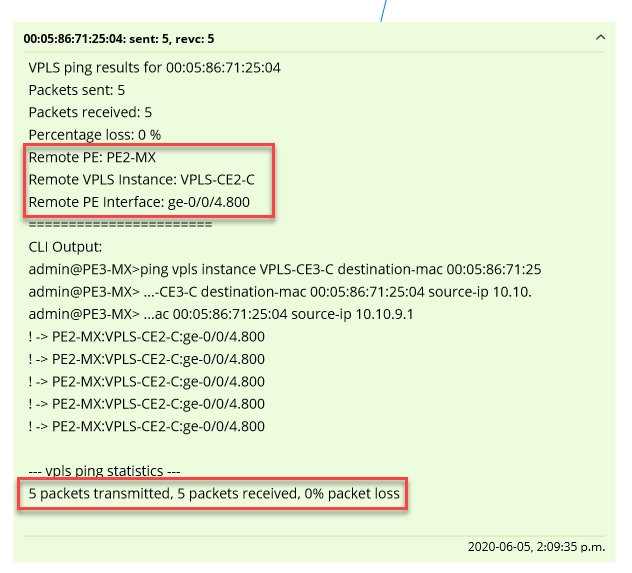 00:05:86:71:25:04: sent: 5, revc: 5
VPLS ping results for 00:05:86:71:25:04
Packets sent: 5
Packets received: 5
Percentage loss: 0 %
Remote PE: PE2-MX
Remote VPLS Instance: VPLS-CE2-C
Remote PE Interface: ge-0/0/4.800
=======================
CLI Output:
admin@PE3-MX>ping vpls instance VPLS-CE3-C destination-mac 00:05:86:71:25
admin@PE3-MX> ...-CE3-C destination-mac 00:05:86:71:25:04 source-ip 10.10.
admin@PE3-MX> ...ac 00:05:86:71:25:04 source-ip 10.10.9.1
! -> PE2-MX:VPLS-CE2-C:ge-0/0/4.800
! -> PE2-MX:VPLS-CE2-C:ge-0/0/4.800
! -> PE2-MX:VPLS-CE2-C:ge-0/0/4.800
! -> PE2-MX:VPLS-CE2-C:ge-0/0/4.800
! -> PE2-MX:VPLS-CE2-C:ge-0/0/4.800
--- vpls ping statistics ---
5 packets transmitted, 5 packets received, 0% packet loss
2020-06-05, 2:09:35 p.m.